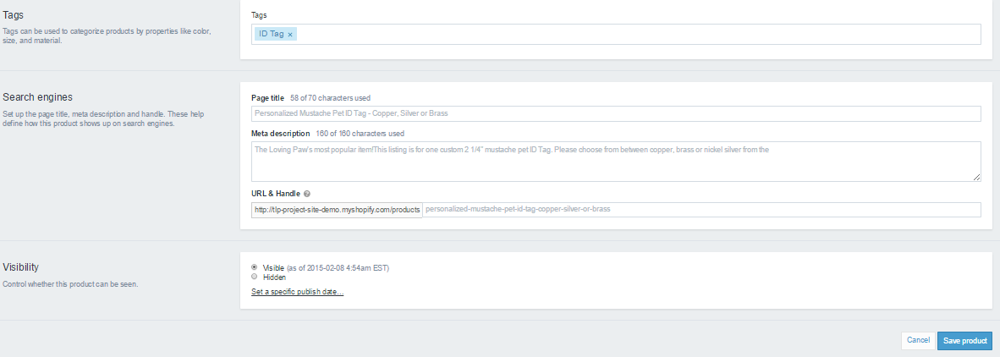 Tags
Tags can be used to categorize products by properties like color,
size, and material.
Tags
ID Tag ×
Search engines
Set up the page title, meta description and handle. These help
define how this product shows up on search engines.
Page title 58 of 70 characters used
Personalized Mustache Pet ID Tag - Copper, Silver or Brass
Meta description 160 of 160 characters used
The Loving Paw's most popular item!This listing is for one custom 2 1/4" mustache pet ID Tag. Please choose from between copper, brass or nickel silver from the
URL & Handle ?
http://tlp-project-site-demo.myshopify.com/products personalized-mustache-pet-id-tag-copper-silver-or-brass
Visibility
Control whether this product can be seen.
Visible (as of 2015-02-08 4:54am EST)
Hidden
Set a specific publish date...
Cancel Save product